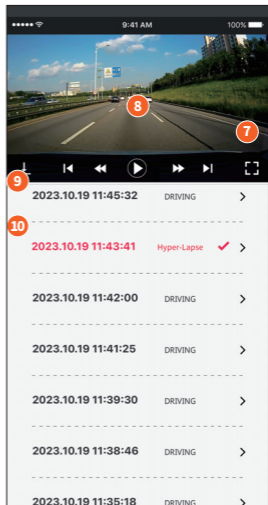 9:41 AM 100%
8
7
9
2023.10.19 11:45:32 DRIVING
10
2023.10.19 11:43:41 Hyper-Lapse
2023.10.19 11:42:00 DRIVING
2023.10.19 11:41:25 DRIVING
2023.10.19 11:39:30 DRIVING
2023.10.19 11:38:46 DRIVING
2023.10.19 11:35:18 DRIVING